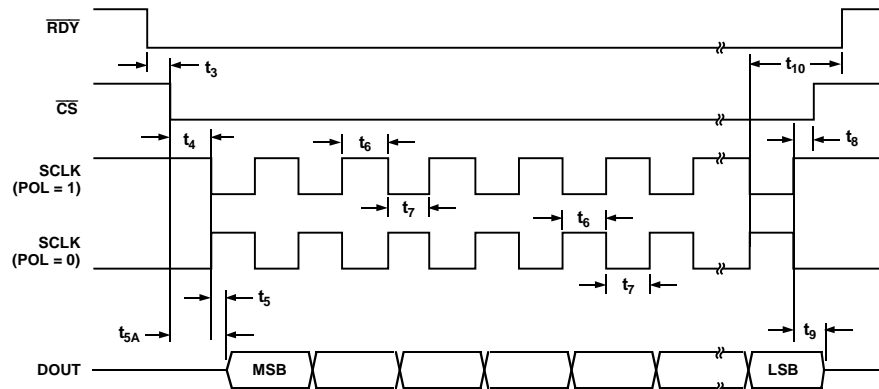 RDY
t3
t10
CS
t4
t6
t8
SCLK
(POL = 1)
t7
t6
SCLK
(POL = 0)
t7
t5
t5A
t9
DOUT
MSB
LSB